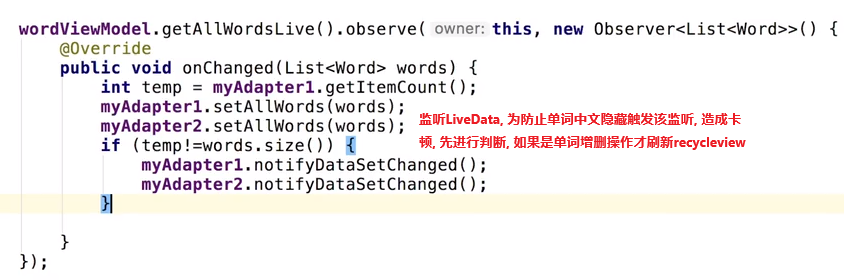 wordViewModel.getAllWordsLive().observe( owner: this, new Observer<List<Word>>() {
@Override
public void onChanged(List<Word> words) {
int temp = myAdapter1.getItemCount();
myAdapter1.setAllWords(words);
myAdapter2.setAllWords(words);
监听LiveData, 为防止单词中文隐藏触发该监听, 造成卡
顿, 先进行判断, 如果是单词增删操作才刷新recycleview
if (temp!=words.size()) {
myAdapter1.notifyDataSetChanged();
myAdapter2.notifyDataSetChanged();
}
}
});